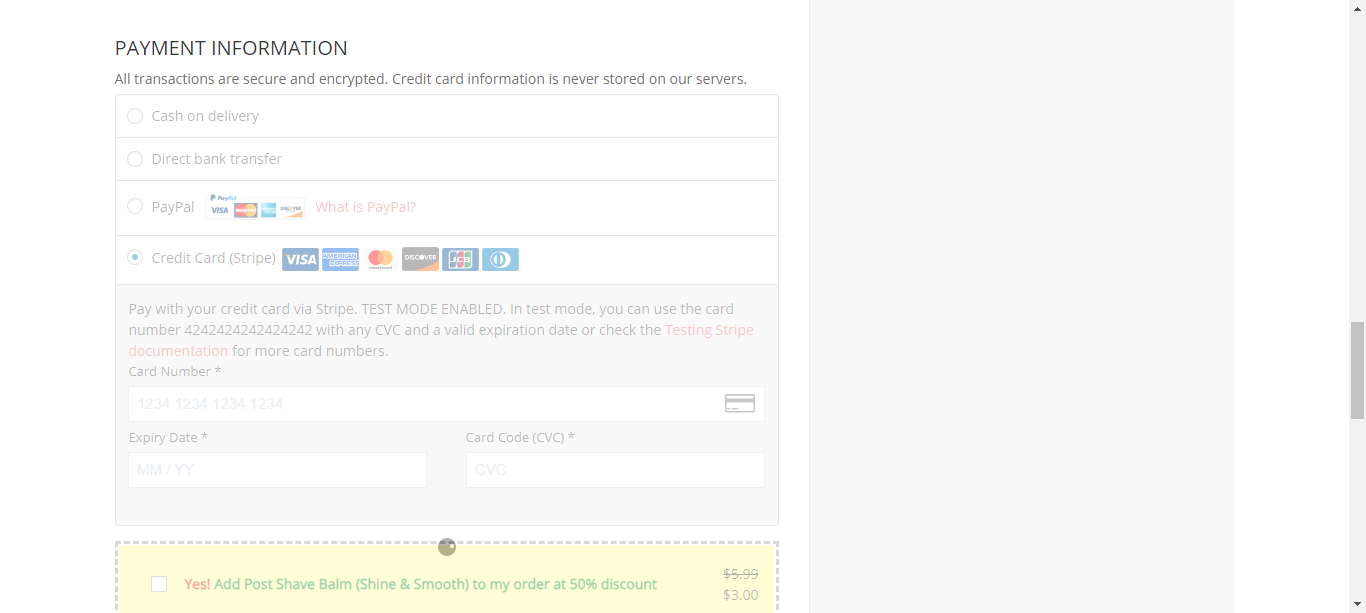 PAYMENT INFORMATION
All transactions are secure and encrypted. Credit card information is never stored on our servers.
Cash on delivery
Direct bank transfer
PayPal PayPal VISA DISCOVER What is PayPal?
Credit Card (Stripe) VISA AMERICAN EXPRESS mastercard DISCOVER JCB
Pay with your credit card via Stripe. TEST MODE ENABLED. In test mode, you can use the card
number 4242424242424242 with any CVC and a valid expiration date or check the Testing Stripe
documentation for more card numbers.
Card Number *
1234 1234 1234 1234
Expiry Date * Card Code (CVC) *
MM / YY CVC
$5.99
Yes! Add Post Shave Balm (Shine & Smooth) to my order at 50% discount
$3.00